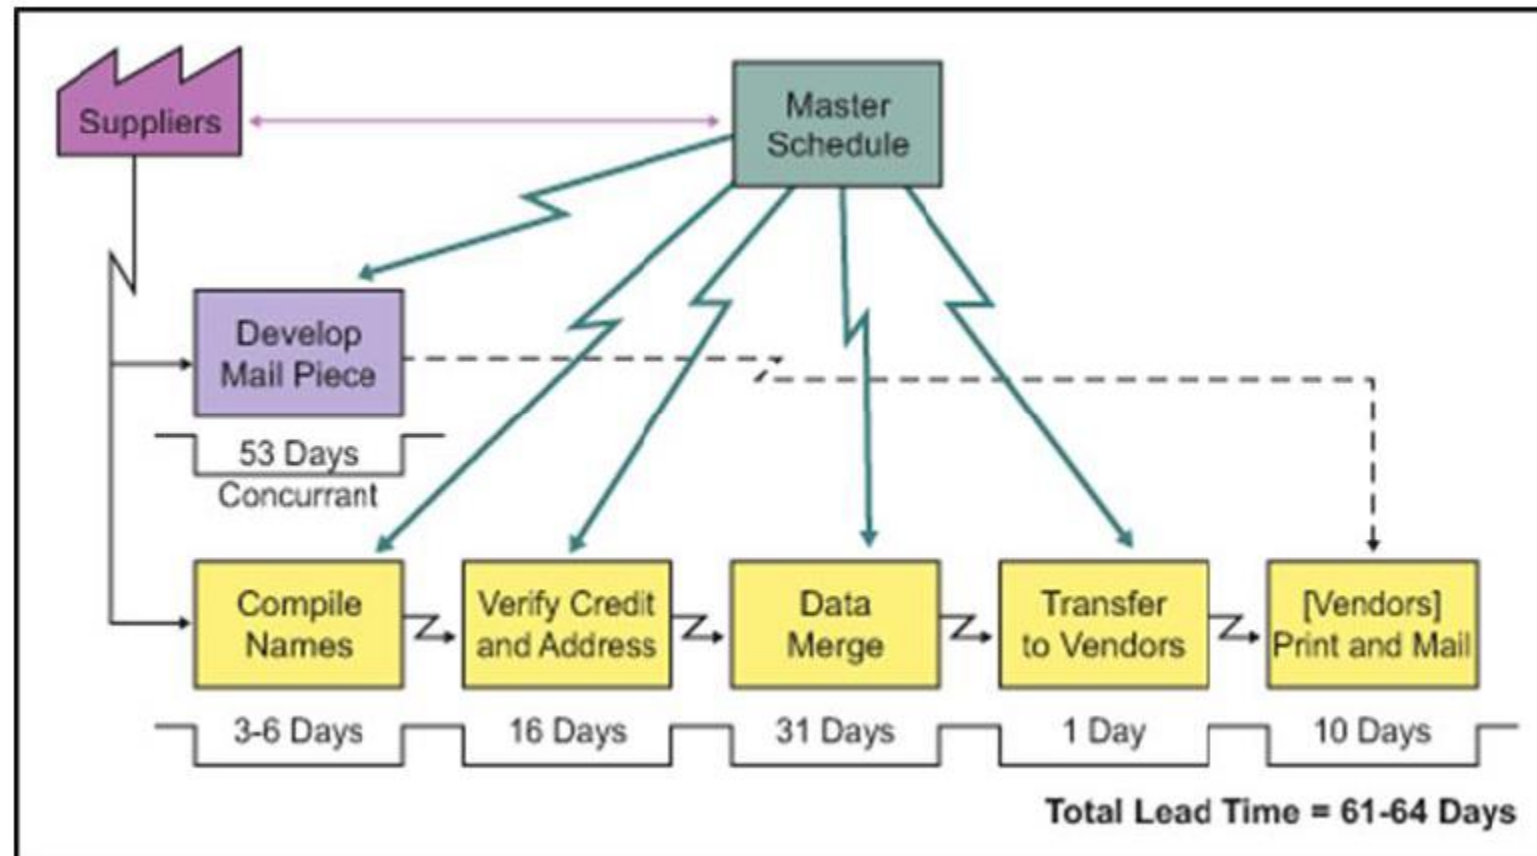 Suppliers
Master
Schedule
Develop
Mail Piece
53 Days
Concurrant
Compile
Names
Verify Credit
and Address
Data
Merge
Transfer
to Vendors
[Vendors]
Print and Mail
3-6 Days
16 Days
31 Days
1 Day
10 Days
Total Lead Time = 61-64 Days